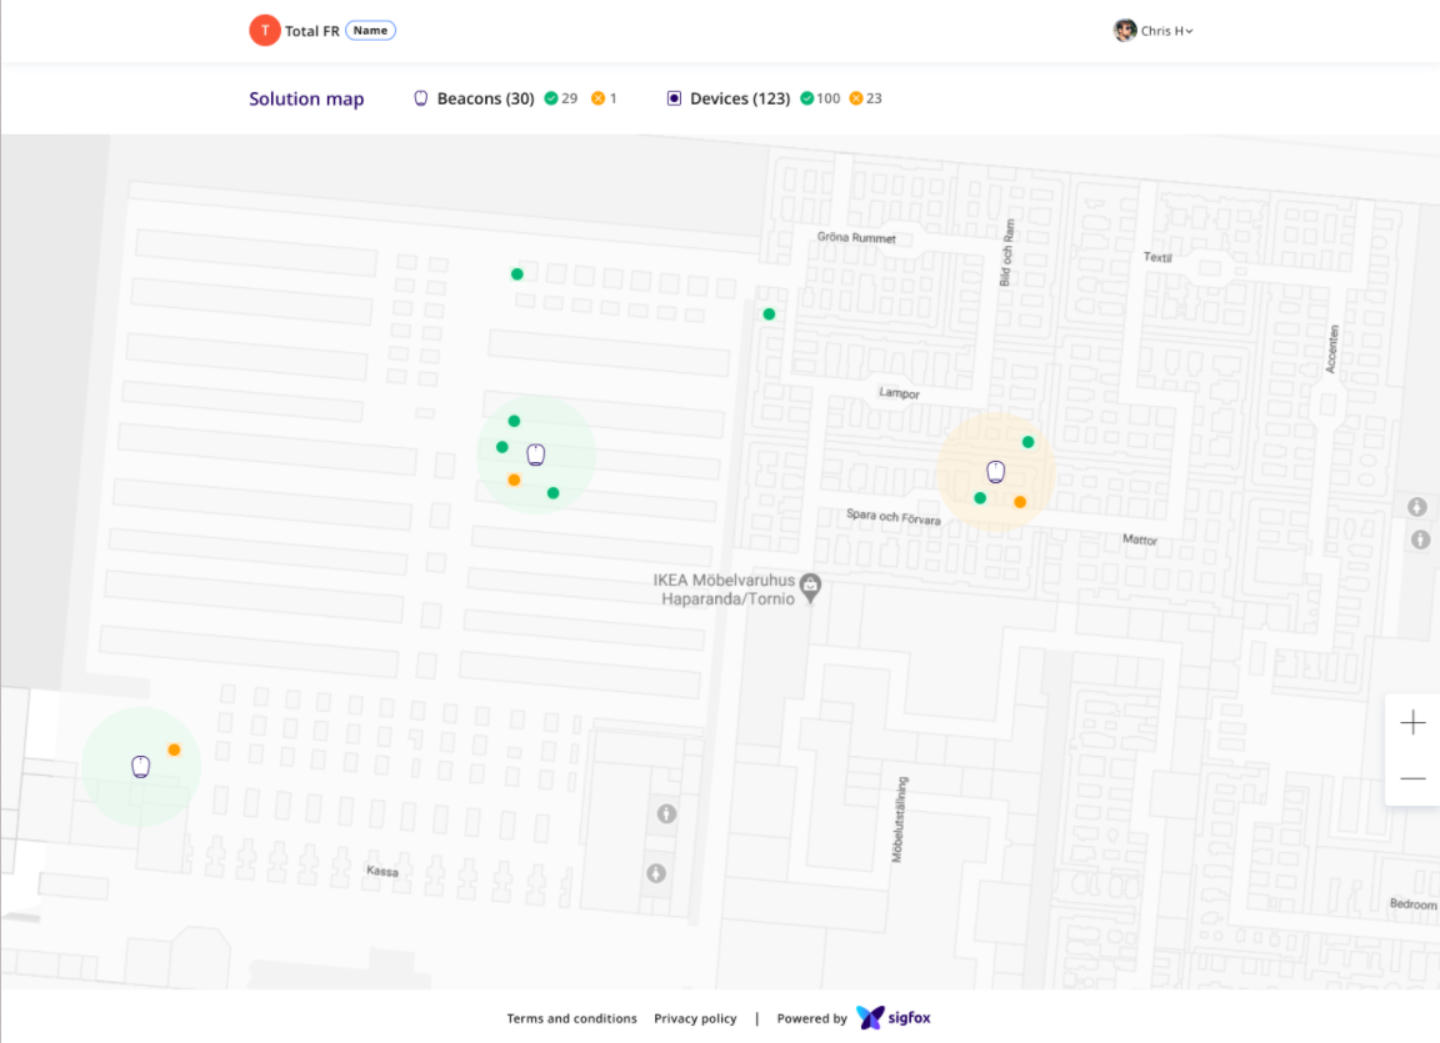 T Total FR Name Chris H
Solution map Beacons (30) 29 1 Devices (123) 100 23
Gröna Rummet
Bild och Ram
Textil
Accenten
Lampor
Spara och Förvara
Mattor
IKEA Möbelvaruhus
Haparanda/Tornio
Möbelutställning
Kassa
Bedroom
Terms and conditions Privacy policy | Powered by sigfox